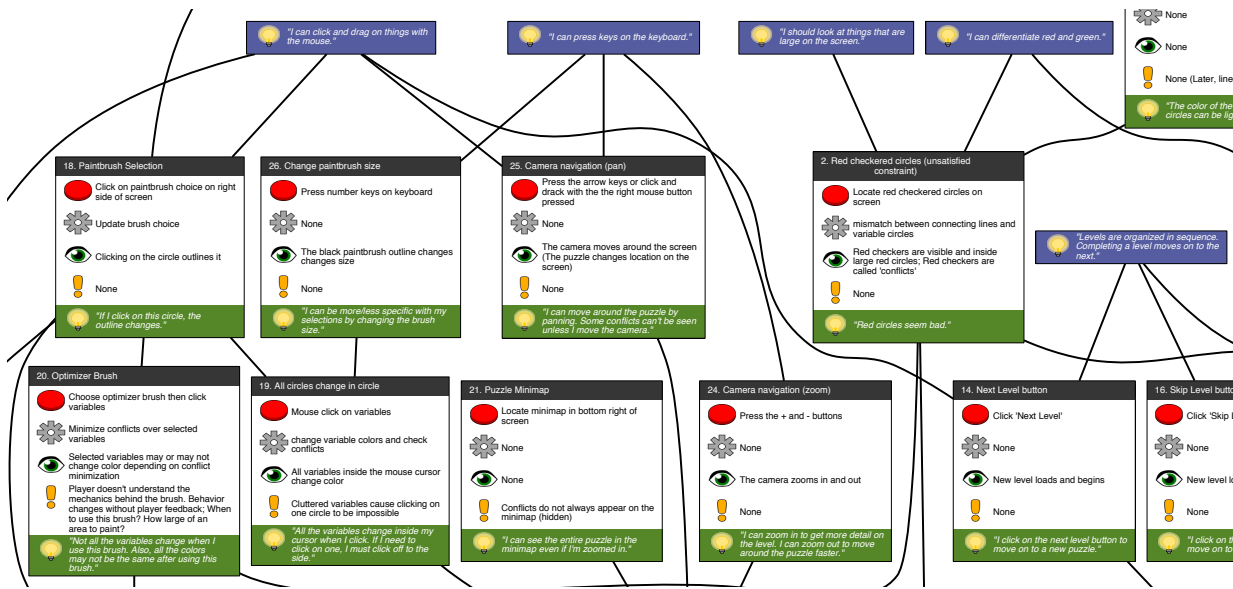 "I can click and drag on things with
the mouse."
"I can press keys on the keyboard."
"I should look at things that are
large on the screen."
"I can differentiate red and green."
None
None
None (Later, line
"The color of the
circles can be lig
18. Paintbrush Selection
Click on paintbrush choice on right
side of screen
Update brush choice
Clicking on the circle outlines it
None
"If I click on this circle, the
outline changes."
26. Change paintbrush size
Press number keys on keyboard
None
The black paintbrush outline changes
changes size
None
"I can be more/less specific with my
selections by changing the brush
size."
25. Camera navigation (pan)
Press the arrow keys or click and
drack with the the right mouse button
pressed
None
The camera moves around the screen
(The puzzle changes location on the
screen)
None
"I can move around the puzzle by
panning. Some conflicts can't be seen
unless I move the camera."
2. Red checkered circles (unsatisfied
constraint)
Locate red checkered circles on
screen
mismatch between connecting lines and
variable circles
Red checkers are visible and inside
large red circles; Red checkers are
called 'conflicts'
None
"Red circles seem bad."
"Levels are organized in sequence.
Completing a level moves on to the
next."
20. Optimizer Brush
Choose optimizer brush then click
variables
Minimize conflicts over selected
variables
Selected variables may or may not
change color depending on conflict
minimization
Player doesn't understand the
mechanics behind the brush. Behavior
changes without player feedback; When
to use this brush? How large of an
area to paint?
"Not all the variables change when I
use this brush. Also, all the colors
may not be the same after using this
brush."
19. All circles change in circle
Mouse click on variables
change variable colors and check
conflicts
All variables inside the mouse cursor
change color
Cluttered variables cause clicking on
one circle to be impossible
"All the variables change inside my
cursor when I click. If I need to
click on one, I must click off to the
side."
21. Puzzle Minimap
Locate minimap in bottom right of
screen
None
None
Conflicts do not always appear on the
minimap (hidden)
"I can see the entire puzzle in the
minimap even if I'm zoomed in."
24. Camera navigation (zoom)
Press the + and - buttons
None
The camera zooms in and out
None
"I can zoom in to get more detail on
the level. I can zoom out to move
around the puzzle faster."
14. Next Level button
Click 'Next Level'
None
New level loads and begins
None
"I click on the next level button to
move on to a new puzzle."
16. Skip Level butto
Click 'Skip L
None
New level lo
None
"I click on th
move on to